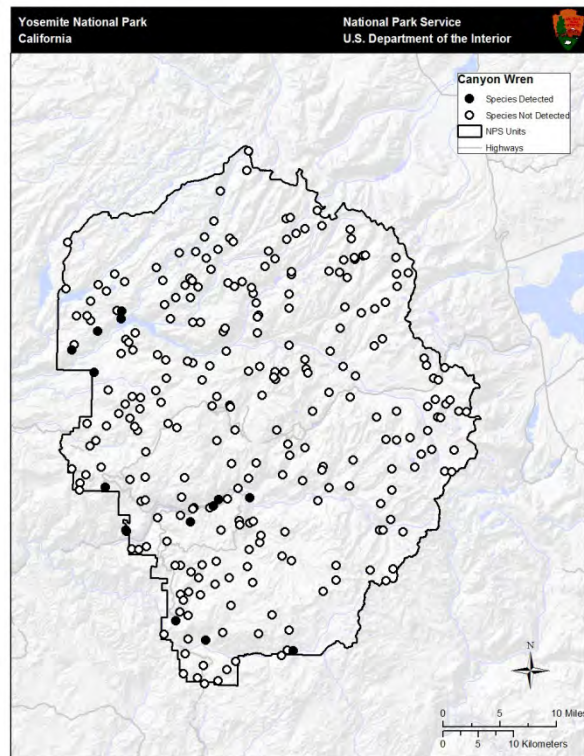 Yosemite National Park
California
National Park Service
U.S. Department of the Interior
Canyon Wren
Species Detected
Species Not Detected
NPS Units
Highways
N
0 5 10 Miles
0 5 10 Kilometers